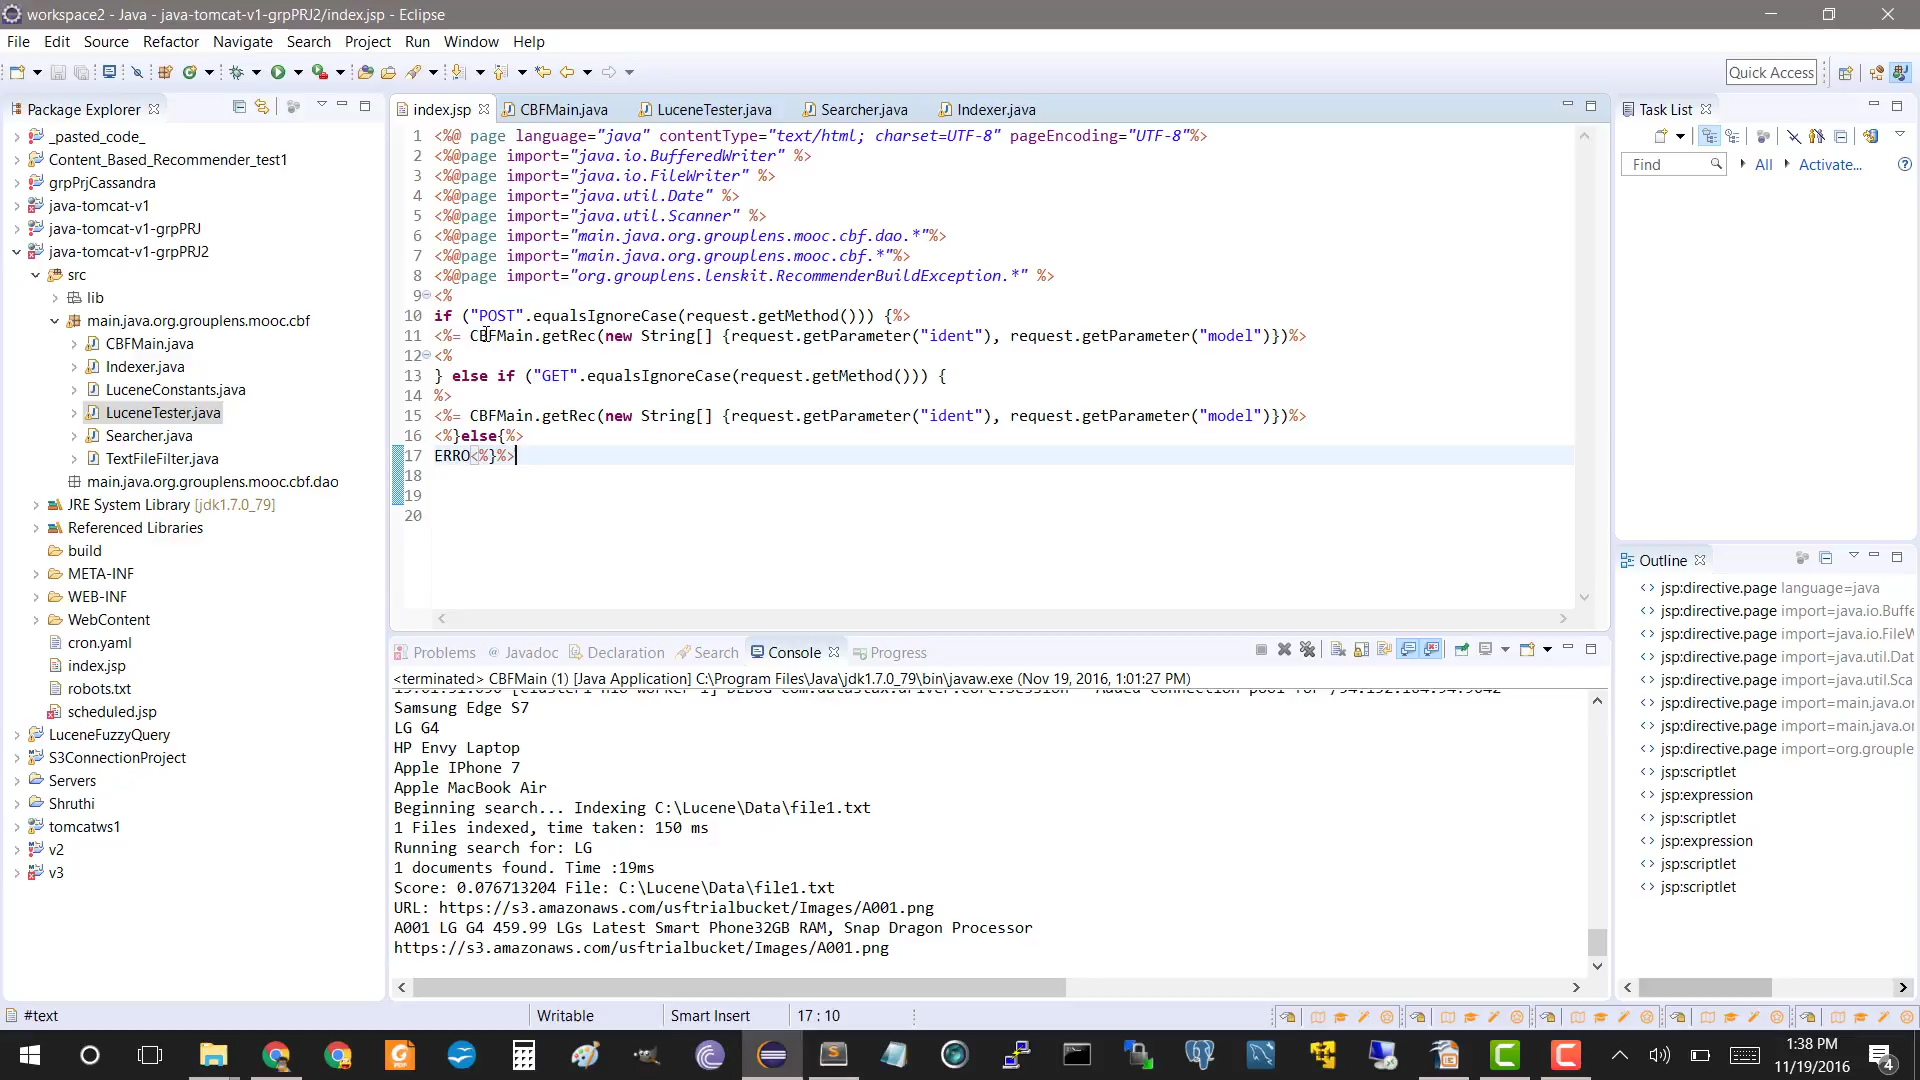 workspace2 - Java - java-tomcat-v1-grpPRJ2/index.jsp - Eclipse
File Edit Source Refactor Navigate Search Project Run Window Help
Quick Access
Package Explorer
_pasted_code_
Content_Based_Recommender_test1
grpPrjCassandra
java-tomcat-v1
java-tomcat-v1-grpPRJ
java-tomcat-v1-grpPRJ2
src
lib
main.java.org.grouplens.mooc.cbf
CBFMain.java
Indexer.java
LuceneConstants.java
LuceneTester.java
Searcher.java
TextFileFilter.java
main.java.org.grouplens.mooc.cbf.dao
JRE System Library [jdk1.7.0_79]
Referenced Libraries
build
META-INF
WEB-INF
WebContent
cron.yaml
index.jsp
robots.txt
scheduled.jsp
LuceneFuzzyQuery
S3ConnectionProject
Servers
Shruthi
tomcatws1
v2
v3
index.jsp CBFMain.java LuceneTester.java Searcher.java Indexer.java
1 <%@ page language="java" contentType="text/html; charset=UTF-8" pageEncoding="UTF-8"%>
2 <%@page import="java.io.BufferedWriter" %>
3 <%@page import="java.io.FileWriter" %>
4 <%@page import="java.util.Date" %>
5 <%@page import="java.util.Scanner" %>
6 <%@page import="main.java.org.grouplens.mooc.cbf.dao.*"%>
7 <%@page import="main.java.org.grouplens.mooc.cbf.*"%>
8 <%@page import="org.grouplens.lenskit.RecommenderBuildException.*" %>
9 <%
10 if ("POST".equalsIgnoreCase(request.getMethod())) {%>
11 <%= CBFMain.getRec(new String[] {request.getParameter("ident"), request.getParameter("model")})%>
12 <%
13 } else if ("GET".equalsIgnoreCase(request.getMethod())) {
14 %>
15 <%= CBFMain.getRec(new String[] {request.getParameter("ident"), request.getParameter("model")})%>
16 <%}else{%>
17 ERRO<%}%>
18
19
20
Problems Javadoc Declaration Search Console Progress
<terminated> CBFMain (1) [Java Application] C:\Program Files\Java\jdk1.7.0_79\bin\javaw.exe (Nov 19, 2016, 1:01:27 PM)
Samsung Edge S7
LG G4
HP Envy Laptop
Apple IPhone 7
Apple MacBook Air
Beginning search... Indexing C:\Lucene\Data\file1.txt
1 Files indexed, time taken: 150 ms
Running search for: LG
1 documents found. Time :19ms
Score: 0.076713204 File: C:\Lucene\Data\file1.txt
URL: https://s3.amazonaws.com/usftrialbucket/Images/A001.png
A001 LG G4 459.99 LGs Latest Smart Phone32GB RAM, Snap Dragon Processor
https://s3.amazonaws.com/usftrialbucket/Images/A001.png
Task List
Find All Activate...
Outline
jsp:directive.page language=java
jsp:directive.page import=java.io.Buffe
jsp:directive.page import=java.io.FileW
jsp:directive.page import=java.util.Dat
jsp:directive.page import=java.util.Sca
jsp:directive.page import=main.java.or
jsp:directive.page import=main.java.or
jsp:directive.page import=org.grouple
jsp:scriptlet
jsp:expression
jsp:scriptlet
jsp:expression
jsp:scriptlet
jsp:scriptlet
#text Writable Smart Insert 17 : 10
1:38 PM
11/19/2016
4